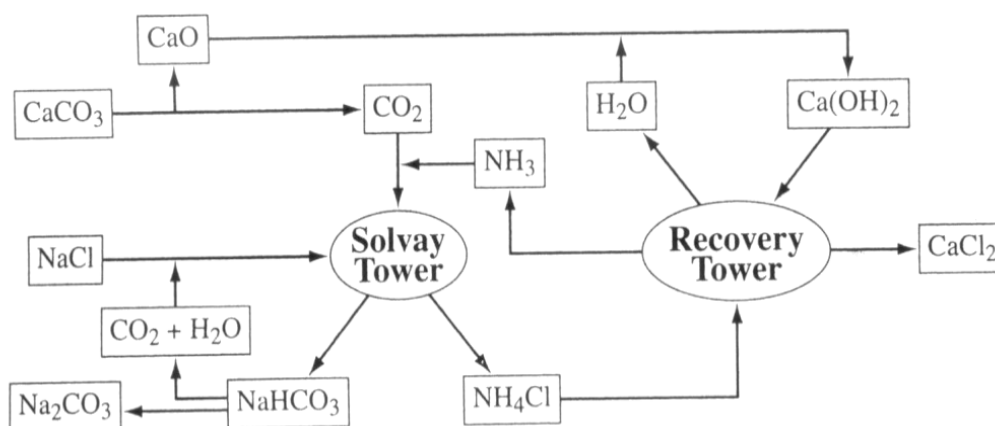 CaO
CaCO₃
CO₂
H₂O
Ca(OH)₂
NH₃
NaCl
Solvay
Tower
Recovery
Tower
CaCl₂
CO₂ + H₂O
Na₂CO₃
NaHCO₃
NH₄Cl